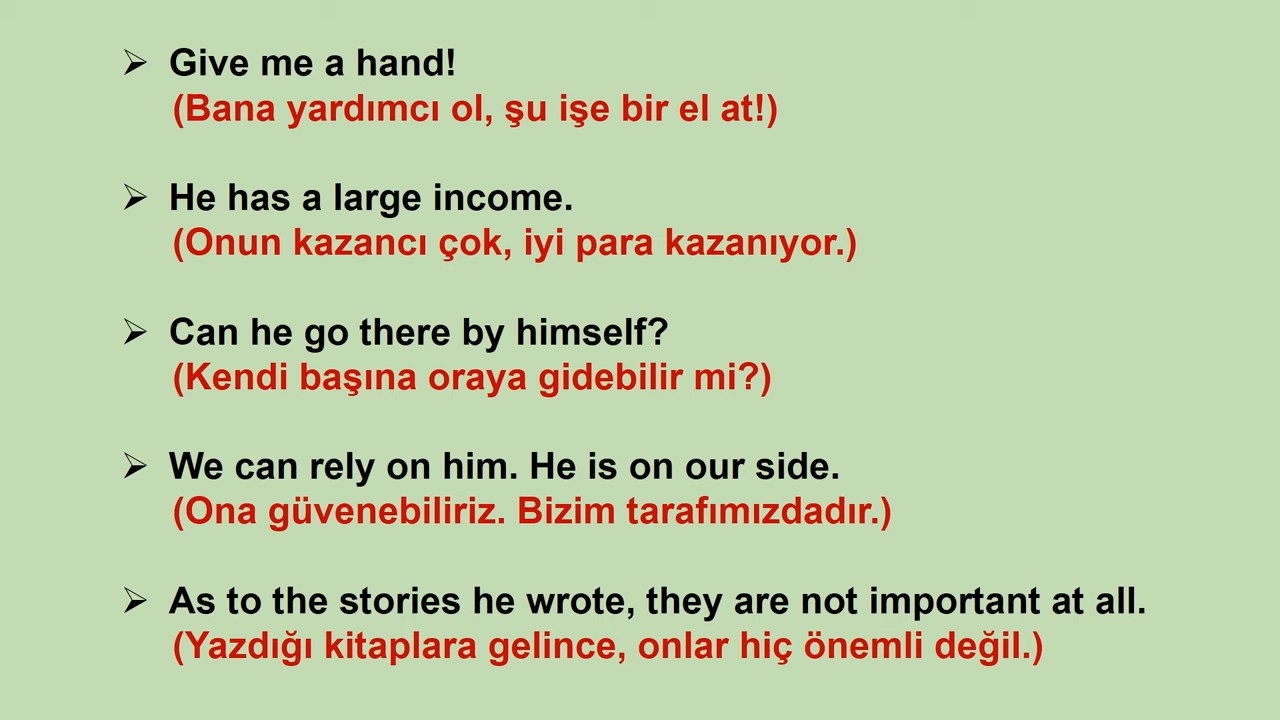 ➢ Give me a hand!
(Bana yardımcı ol, şu işe bir el at!)
➢ He has a large income.
(Onun kazancı çok, iyi para kazanıyor.)
➢ Can he go there by himself?
(Kendi başına oraya gidebilir mi?)
➢ We can rely on him. He is on our side.
(Ona güvenebiliriz. Bizim tarafımızdadır.)
➢ As to the stories he wrote, they are not important at all.
(Yazdığı kitaplara gelince, onlar hiç önemli değil.)